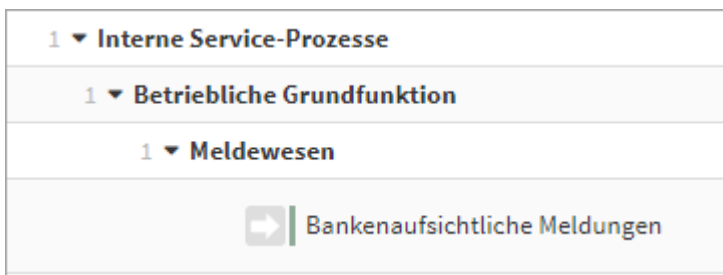 1 Interne Service-Prozesse
1 Betriebliche Grundfunktion
1 Meldewesen
Bankenaufsichtliche Meldungen